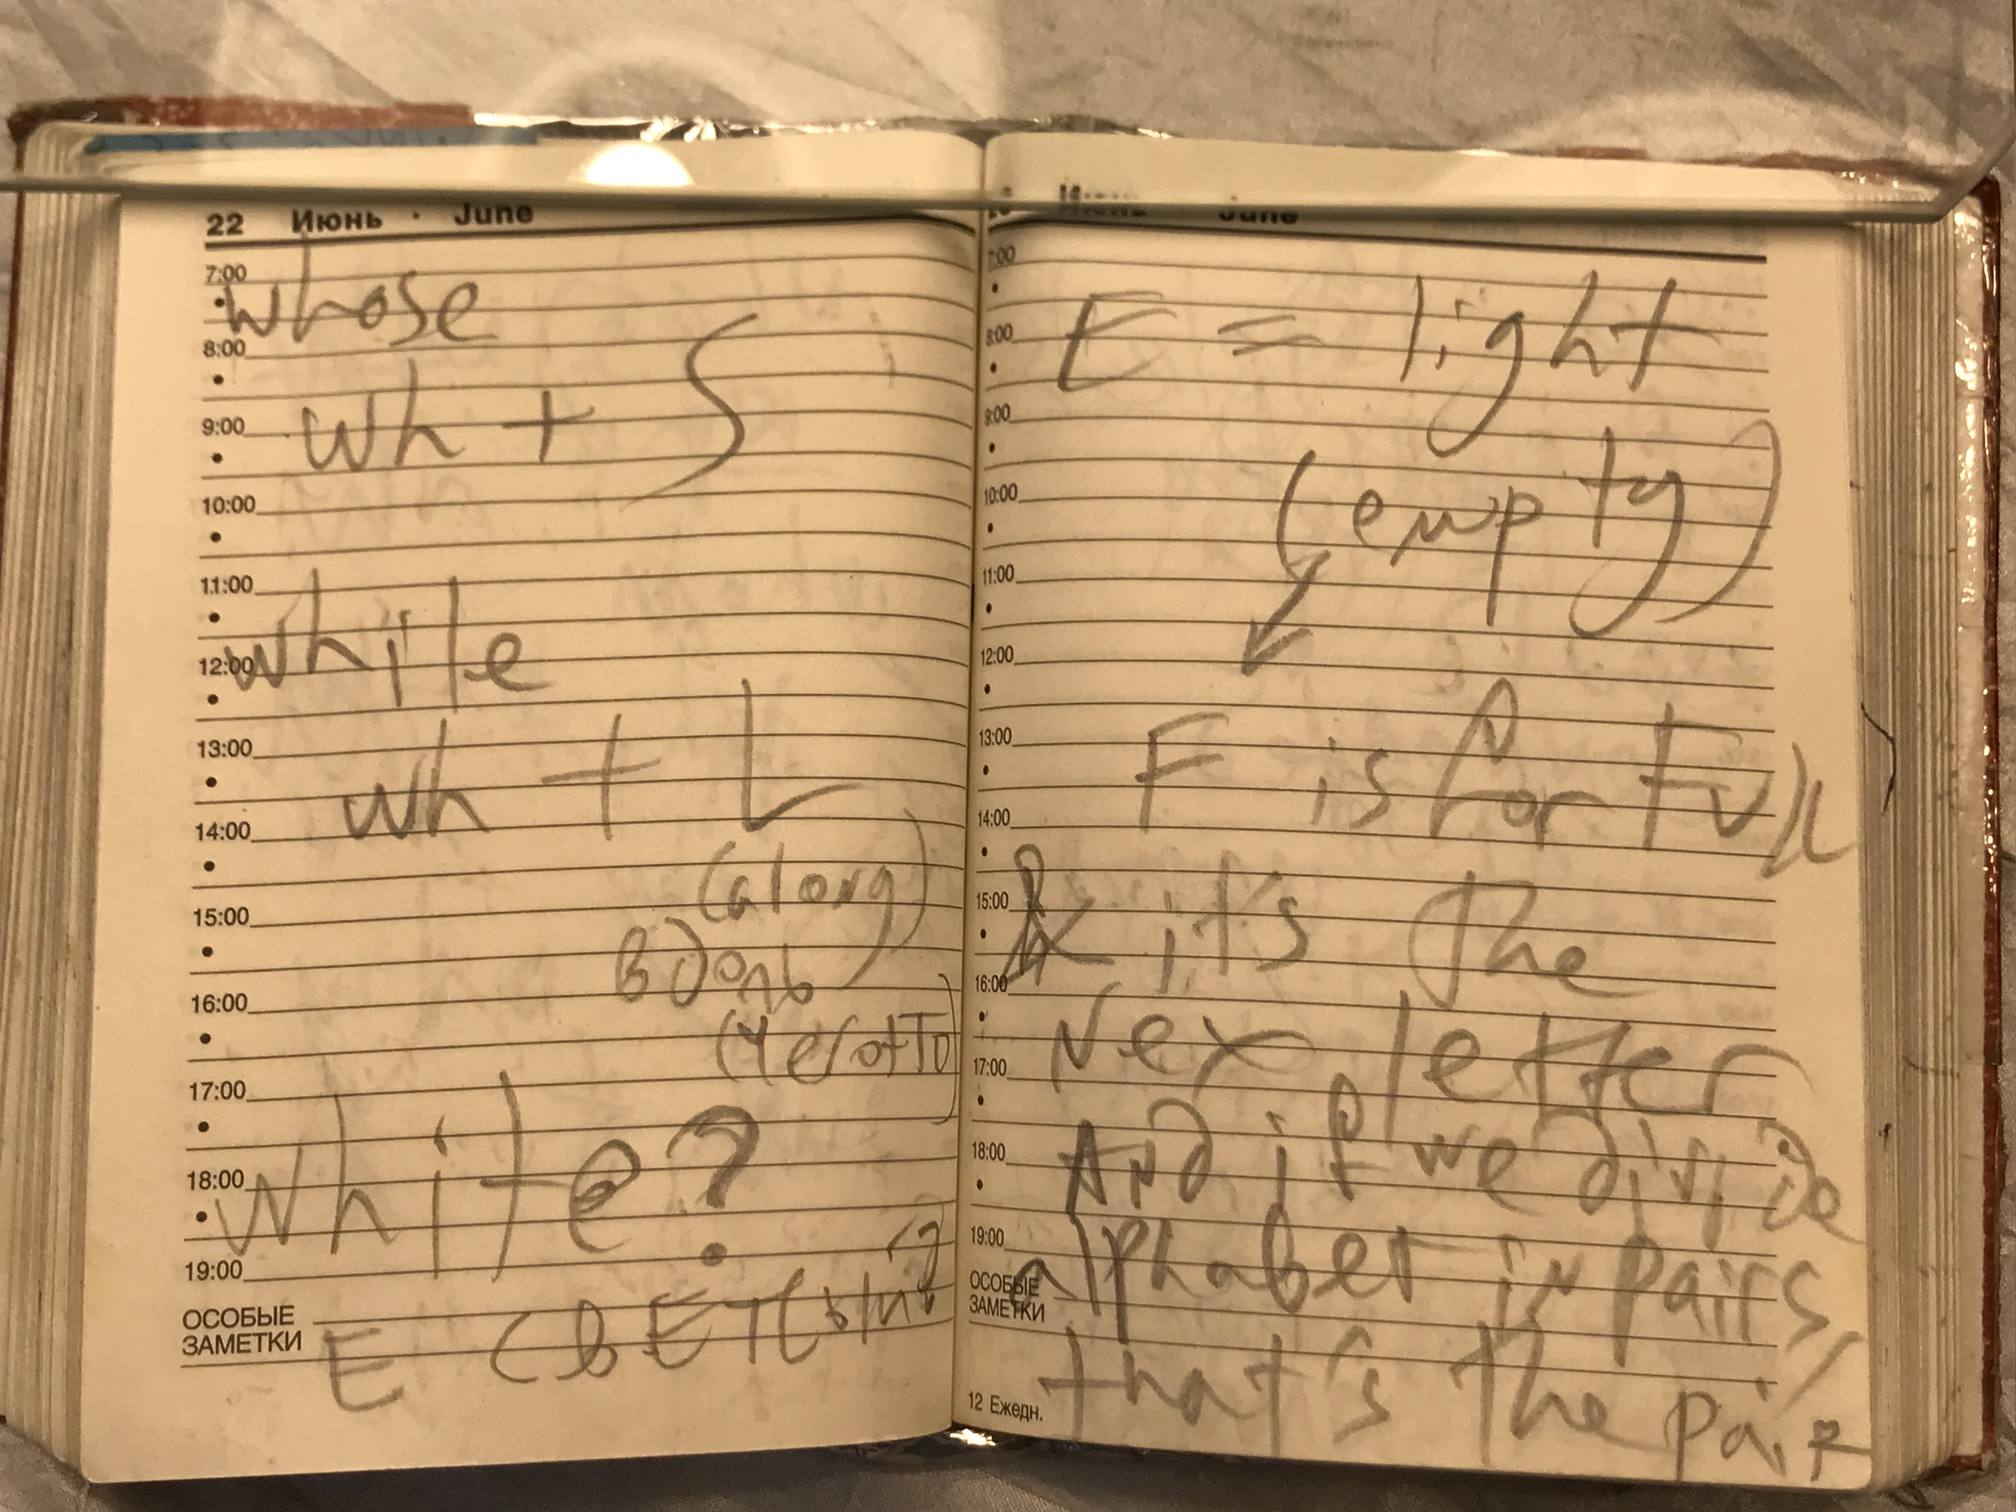 22 Июнь · June
7:00
whose
8:00
wh + S
9:00
10:00
11:00
while
12:00
13:00
wh + L
14:00
(along)
15:00
вдоль
16:00
17:00
white?
18:00
19:00
ОСОБЫЕ
ЗАМЕТКИ
E
Июнь · June
7:00
E = light
8:00
9:00
(empty)
10:00
11:00
12:00
13:00
F is for Full
14:00
15:00
& it's the
16:00
Nex letter
17:00
And if we divide
18:00
19:00
alphabet in pairs,
ОСОБЫЕ
ЗАМЕТКИ
that's the pair
12 Ежедн.